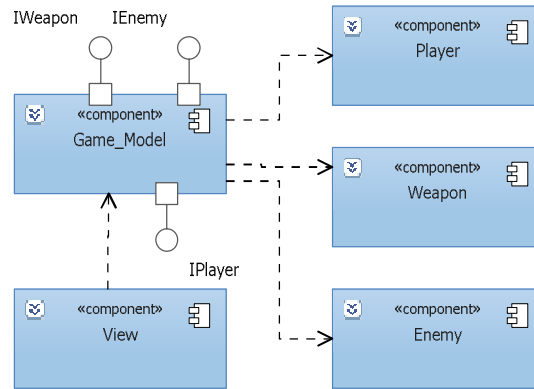 IWeapon
IEnemy
«component»
Player
«component»
Game_Model
«component»
Weapon
IPlayer
«component»
View
«component»
Enemy